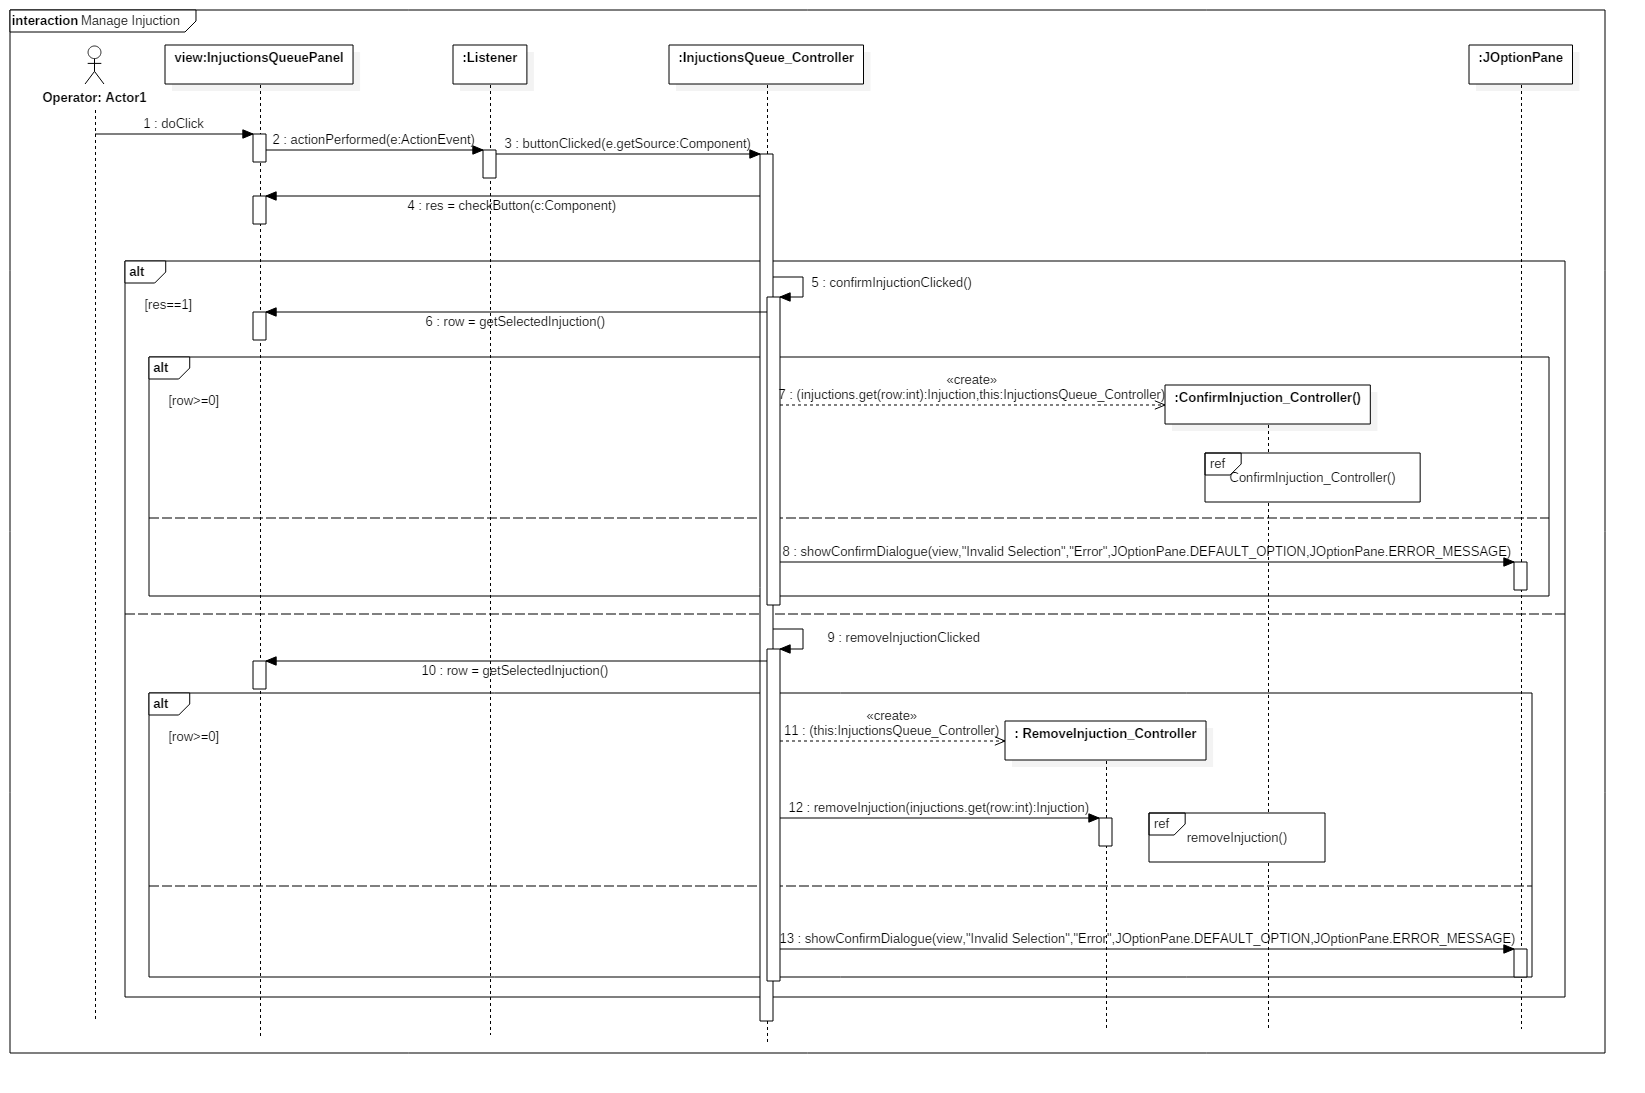 interaction Manage Injuction
view:InjuctionsQueuePanel
:Listener
:InjuctionsQueue_Controller
:JOptionPane
Operator: Actor1
1 : doClick
2 : actionPerformed(e:ActionEvent)
3 : buttonClicked(e.getSource:Component)
4 : res = checkButton(c:Component)
alt
[res==1]
5 : confirmInjuctionClicked()
6 : row = getSelectedInjuction()
alt
[row>=0]
«create»
7 : (injuctions.get(row:int):Injuction,this:InjuctionsQueue_Controller)
:ConfirmInjuction_Controller()
ref
ConfirmInjuction_Controller()
8 : showConfirmDialogue(view,"Invalid Selection","Error",JOptionPane.DEFAULT_OPTION,JOptionPane.ERROR_MESSAGE)
9 : removeInjuctionClicked
10 : row = getSelectedInjuction()
alt
[row>=0]
«create»
11 : (this:InjuctionsQueue_Controller)
: RemoveInjuction_Controller
12 : removeInjuction(injuctions.get(row:int):Injuction)
ref
removeInjuction()
13 : showConfirmDialogue(view,"Invalid Selection","Error",JOptionPane.DEFAULT_OPTION,JOptionPane.ERROR_MESSAGE)